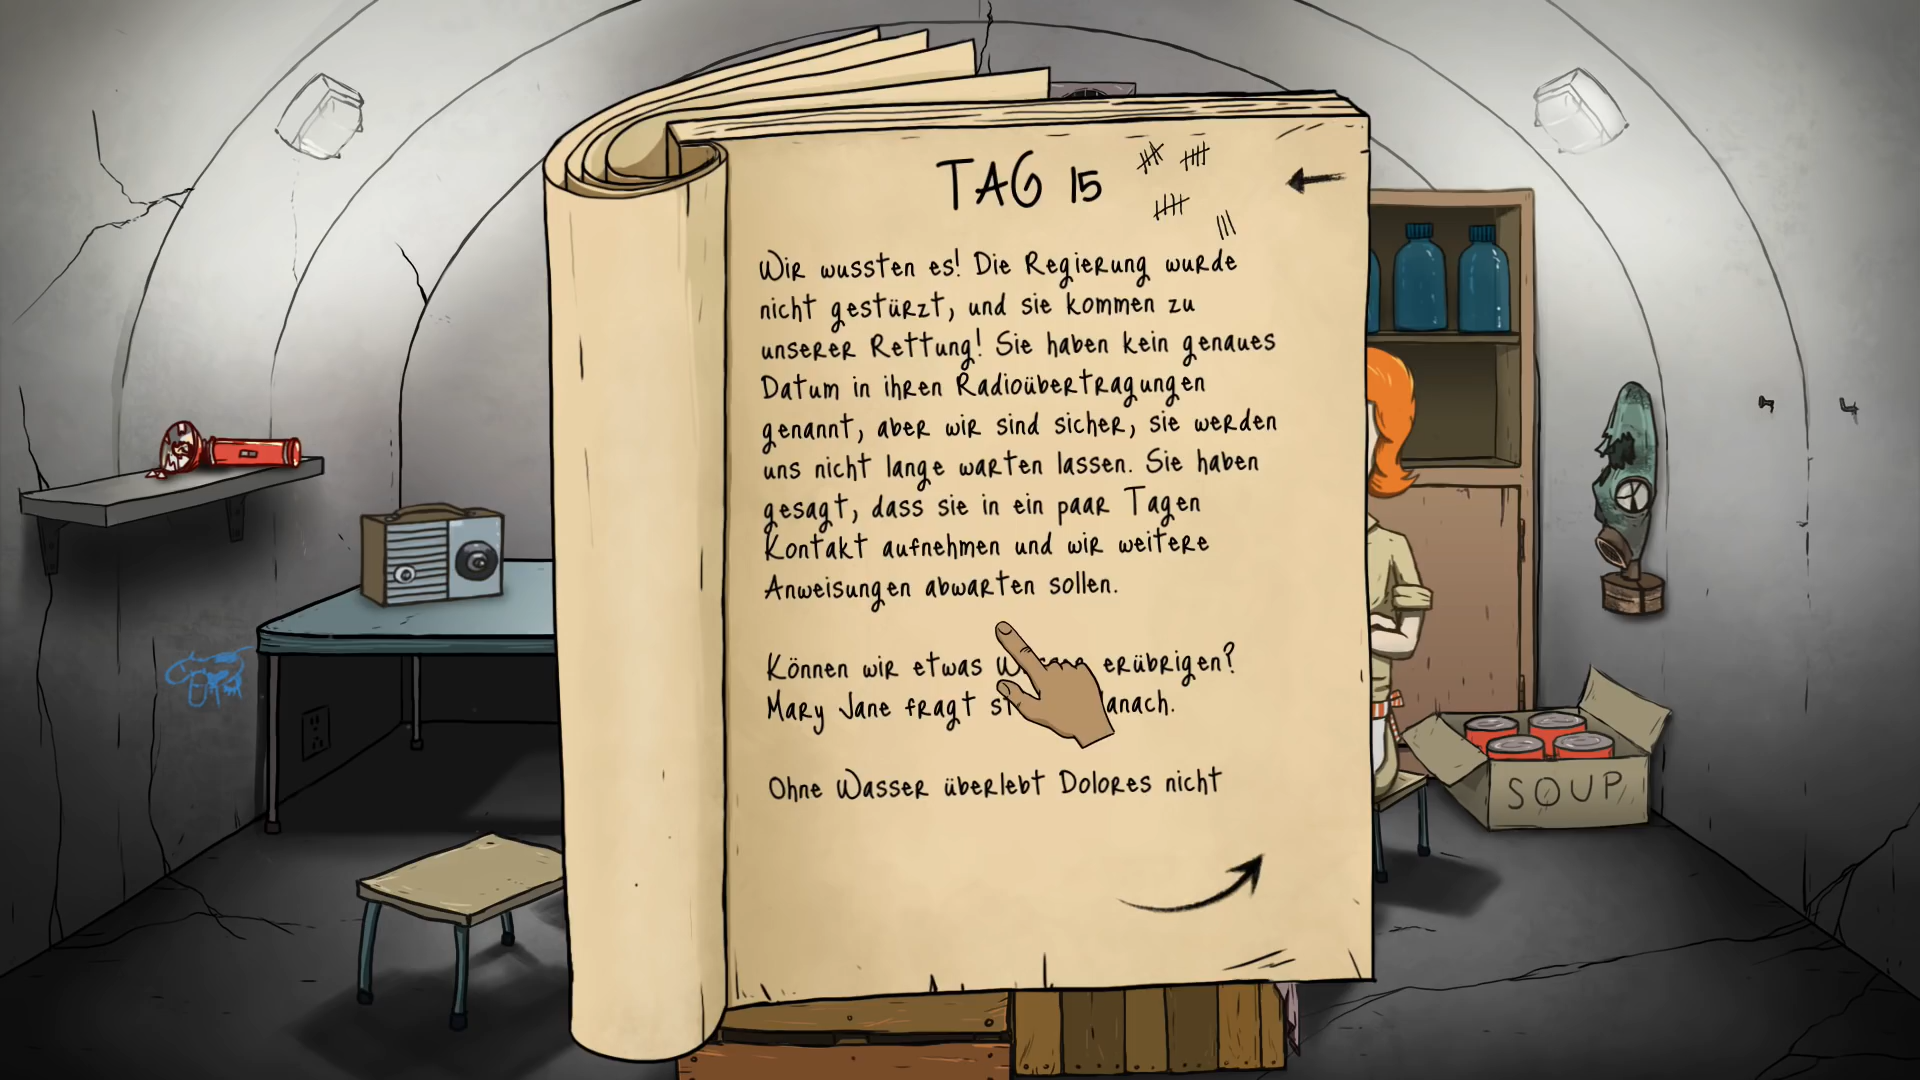 TAG 15
Wir wussten es! Die Regierung wurde
nicht gestürzt, und sie kommen zu
unserer Rettung! Sie haben kein genaues
Datum in ihren Radioübertragungen
genannt, aber wir sind sicher, sie werden
uns nicht lange warten lassen. Sie haben
gesagt, dass sie in ein paar Tagen
Kontakt aufnehmen und wir weitere
Anweisungen abwarten sollen.
Können wir etwas erübrigen?
Mary Jane fragt
Ohne Wasser überlebt Dolores nicht
SOUP